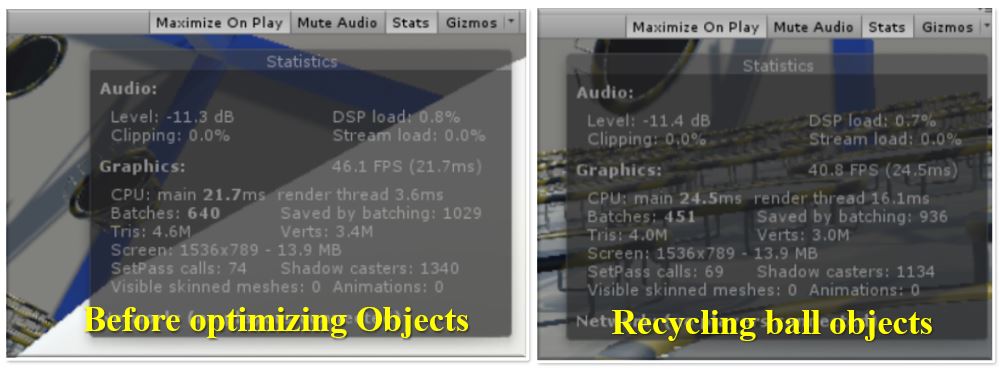 Maximize On Play Mute Audio Stats Gizmos
Statistics
Audio:
Level: -11.3 dB DSP load: 0.8%
Clipping: 0.0% Stream load: 0.0%
Graphics: 46.1 FPS (21.7ms)
CPU: main 21.7ms render thread 3.6ms
Batches: 640 Saved by batching: 1029
Tris: 4.6M Verts: 3.4M
Screen: 1536x789 - 13.9 MB
SetPass calls: 74 Shadow casters: 1340
Visible skinned meshes: 0 Animations: 0
Before optimizing Objects
Maximize On Play Mute Audio Stats Gizmos
Statistics
Audio:
Level: -11.4 dB DSP load: 0.7%
Clipping: 0.0% Stream load: 0.0%
Graphics: 40.8 FPS (24.5ms)
CPU: main 24.5ms render thread 16.1ms
Batches: 451 Saved by batching: 936
Tris: 4.0M Verts: 3.0M
Screen: 1536x789 - 13.9 MB
SetPass calls: 69 Shadow casters: 1134
Visible skinned meshes: 0 Animations: 0
Recycling ball objects